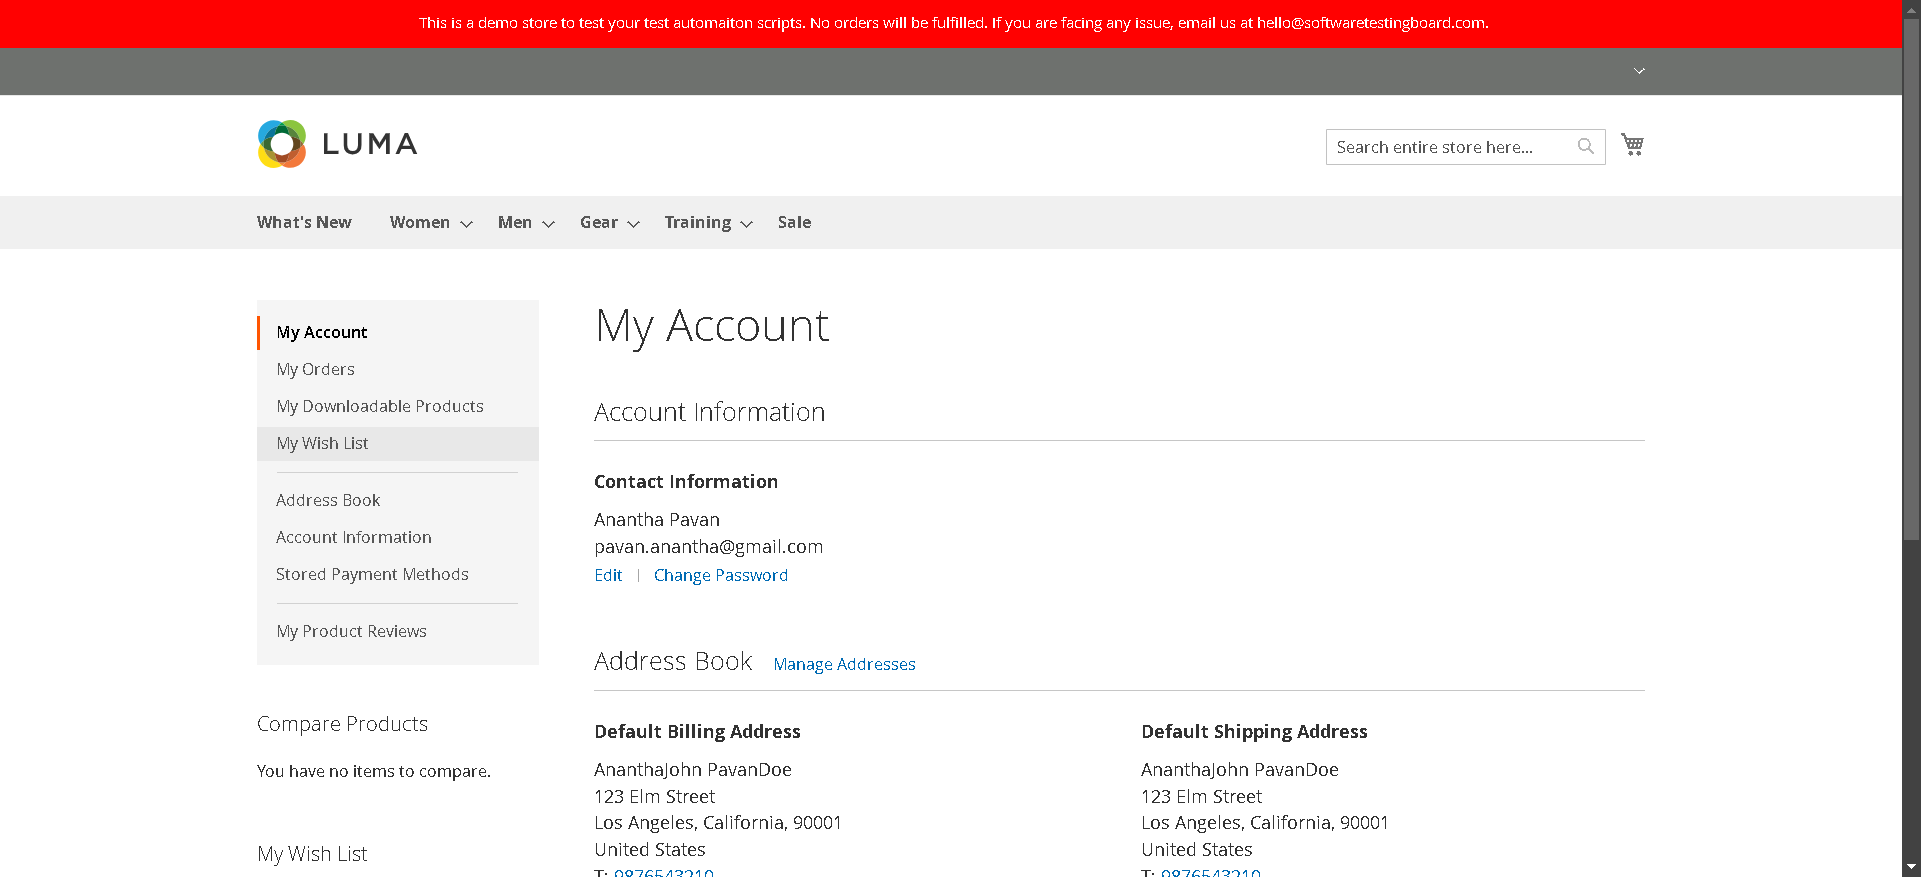 This is a demo store to test your test automaiton scripts. No orders will be fulfilled. If you are facing any issue, email us at hello@softwaretestingboard.com.
LUMA
Search entire store here...
What's New
Women
Men
Gear
Training
Sale
My Account
My Orders
My Downloadable Products
My Wish List
Address Book
Account Information
Stored Payment Methods
My Product Reviews
Compare Products
You have no items to compare.
My Wish List
My Account
Account Information
Contact Information
Anantha Pavan
pavan.anantha@gmail.com
Edit | Change Password
Address Book Manage Addresses
Default Billing Address
AnanthaJohn PavanDoe
123 Elm Street
Los Angeles, California, 90001
United States
T: 9876543210
Default Shipping Address
AnanthaJohn PavanDoe
123 Elm Street
Los Angeles, California, 90001
United States
T: 9876543210